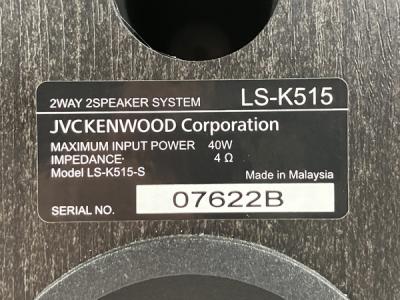 2WAY 2SPEAKER SYSTEM LS-K515
JVCKENWOOD Corporation
MAXIMUM INPUT POWER 40W
IMPEDANCE: 4 Ω
Model LS-K515-S Made in Malaysia
SERIAL NO. 07622B